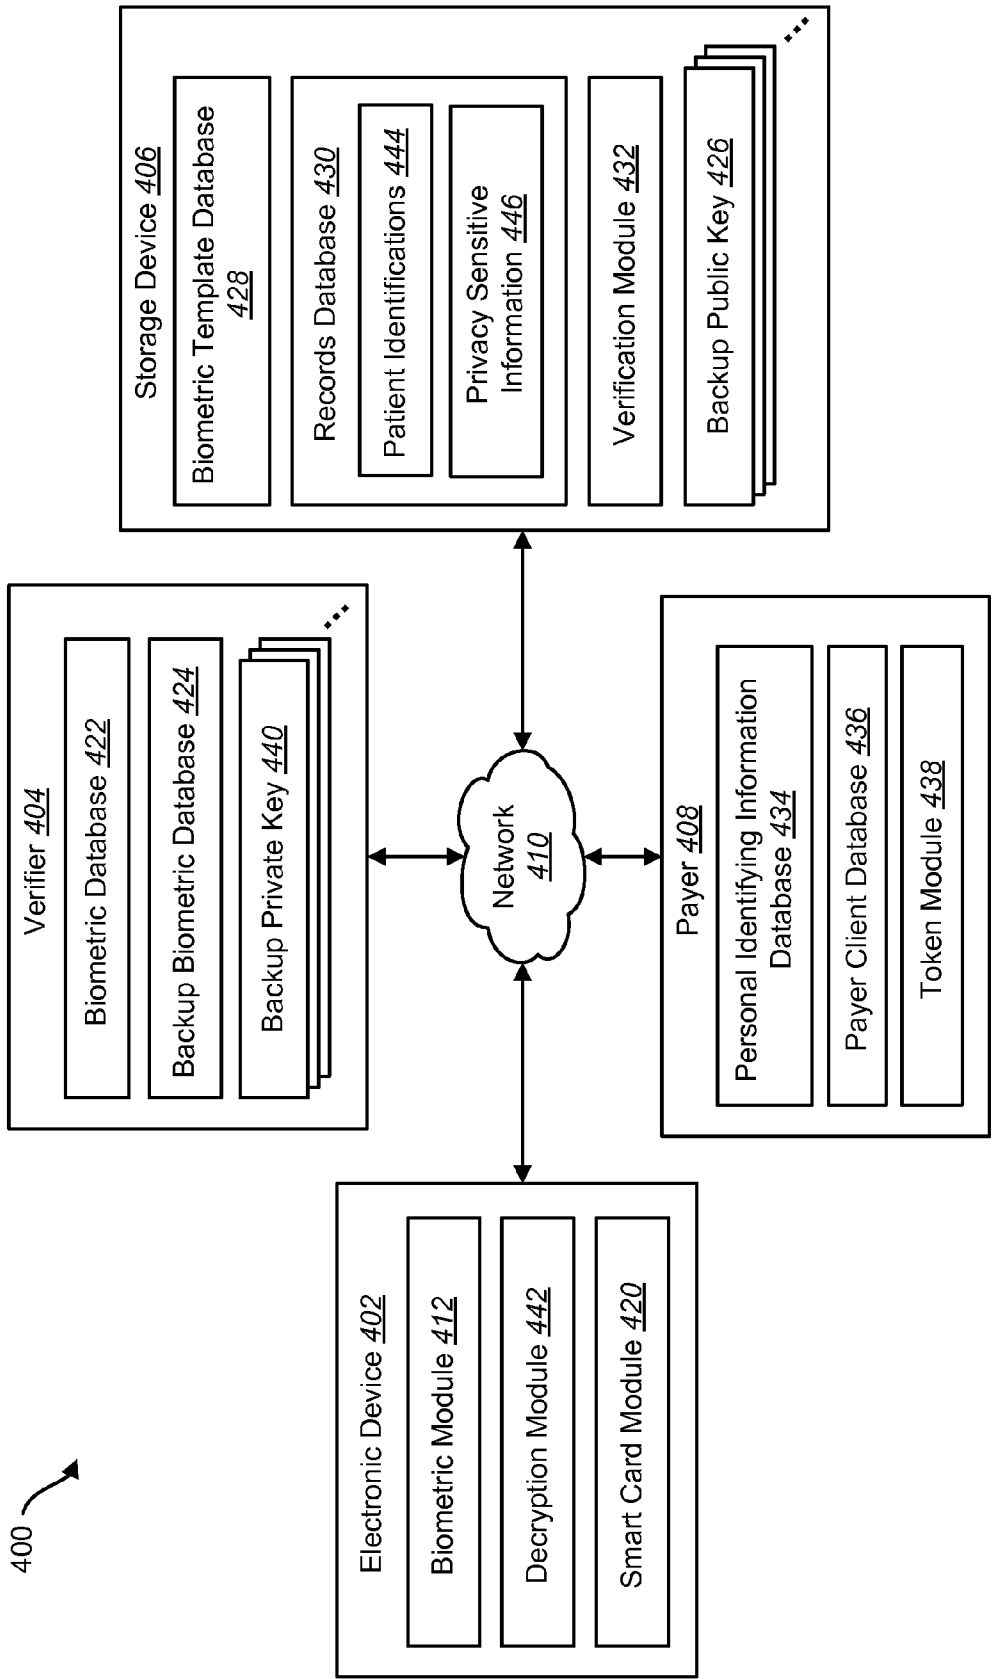 400
Electronic Device 402
Biometric Module 412
Decryption Module 442
Smart Card Module 420
Verifier 404
Biometric Database 422
Backup Biometric Database 424
Backup Private Key 440
Network
410
Payer 408
Personal Identifying Information
Database 434
Payer Client Database 436
Token Module 438
Storage Device 406
Biometric Template Database
428
Records Database 430
Patient Identifications 444
Privacy Sensitive
Information 446
Verification Module 432
Backup Public Key 426